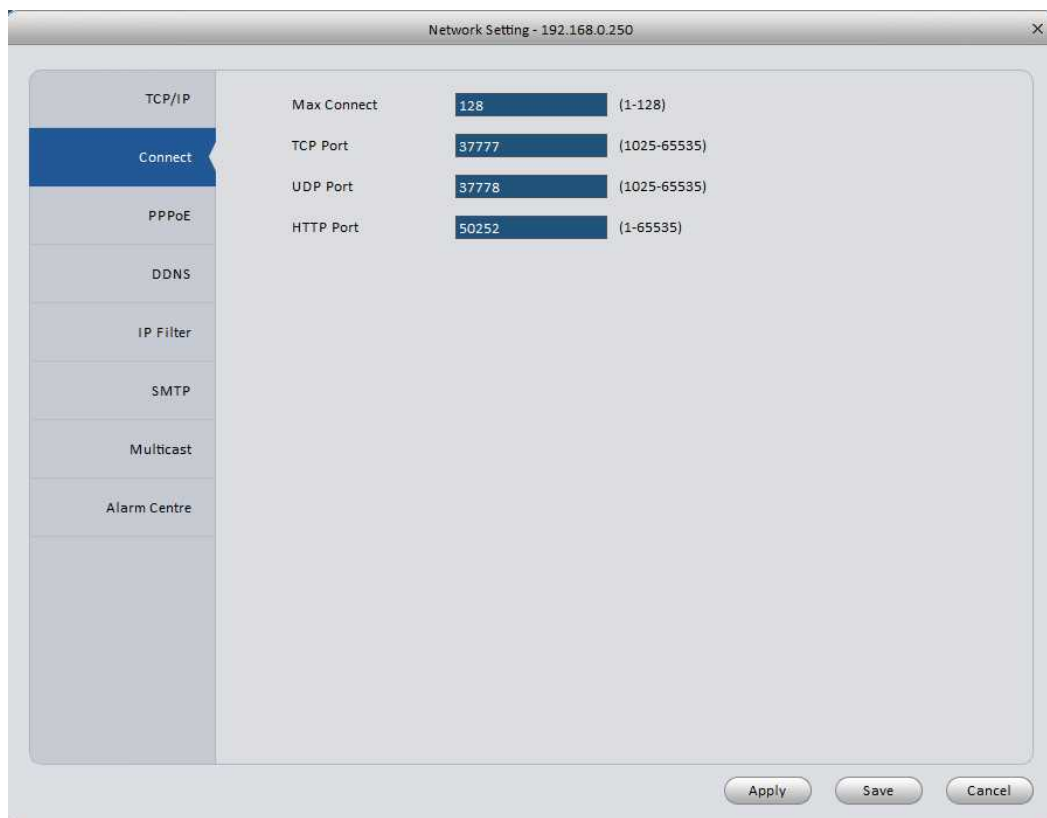 Network Setting - 192.168.0.250
TCP/IP
Connect
PPPoE
DDNS
IP Filter
SMTP
Multicast
Alarm Centre
Max Connect 128 (1-128)
TCP Port 37777 (1025-65535)
UDP Port 37778 (1025-65535)
HTTP Port 50252 (1-65535)
Apply Save Cancel